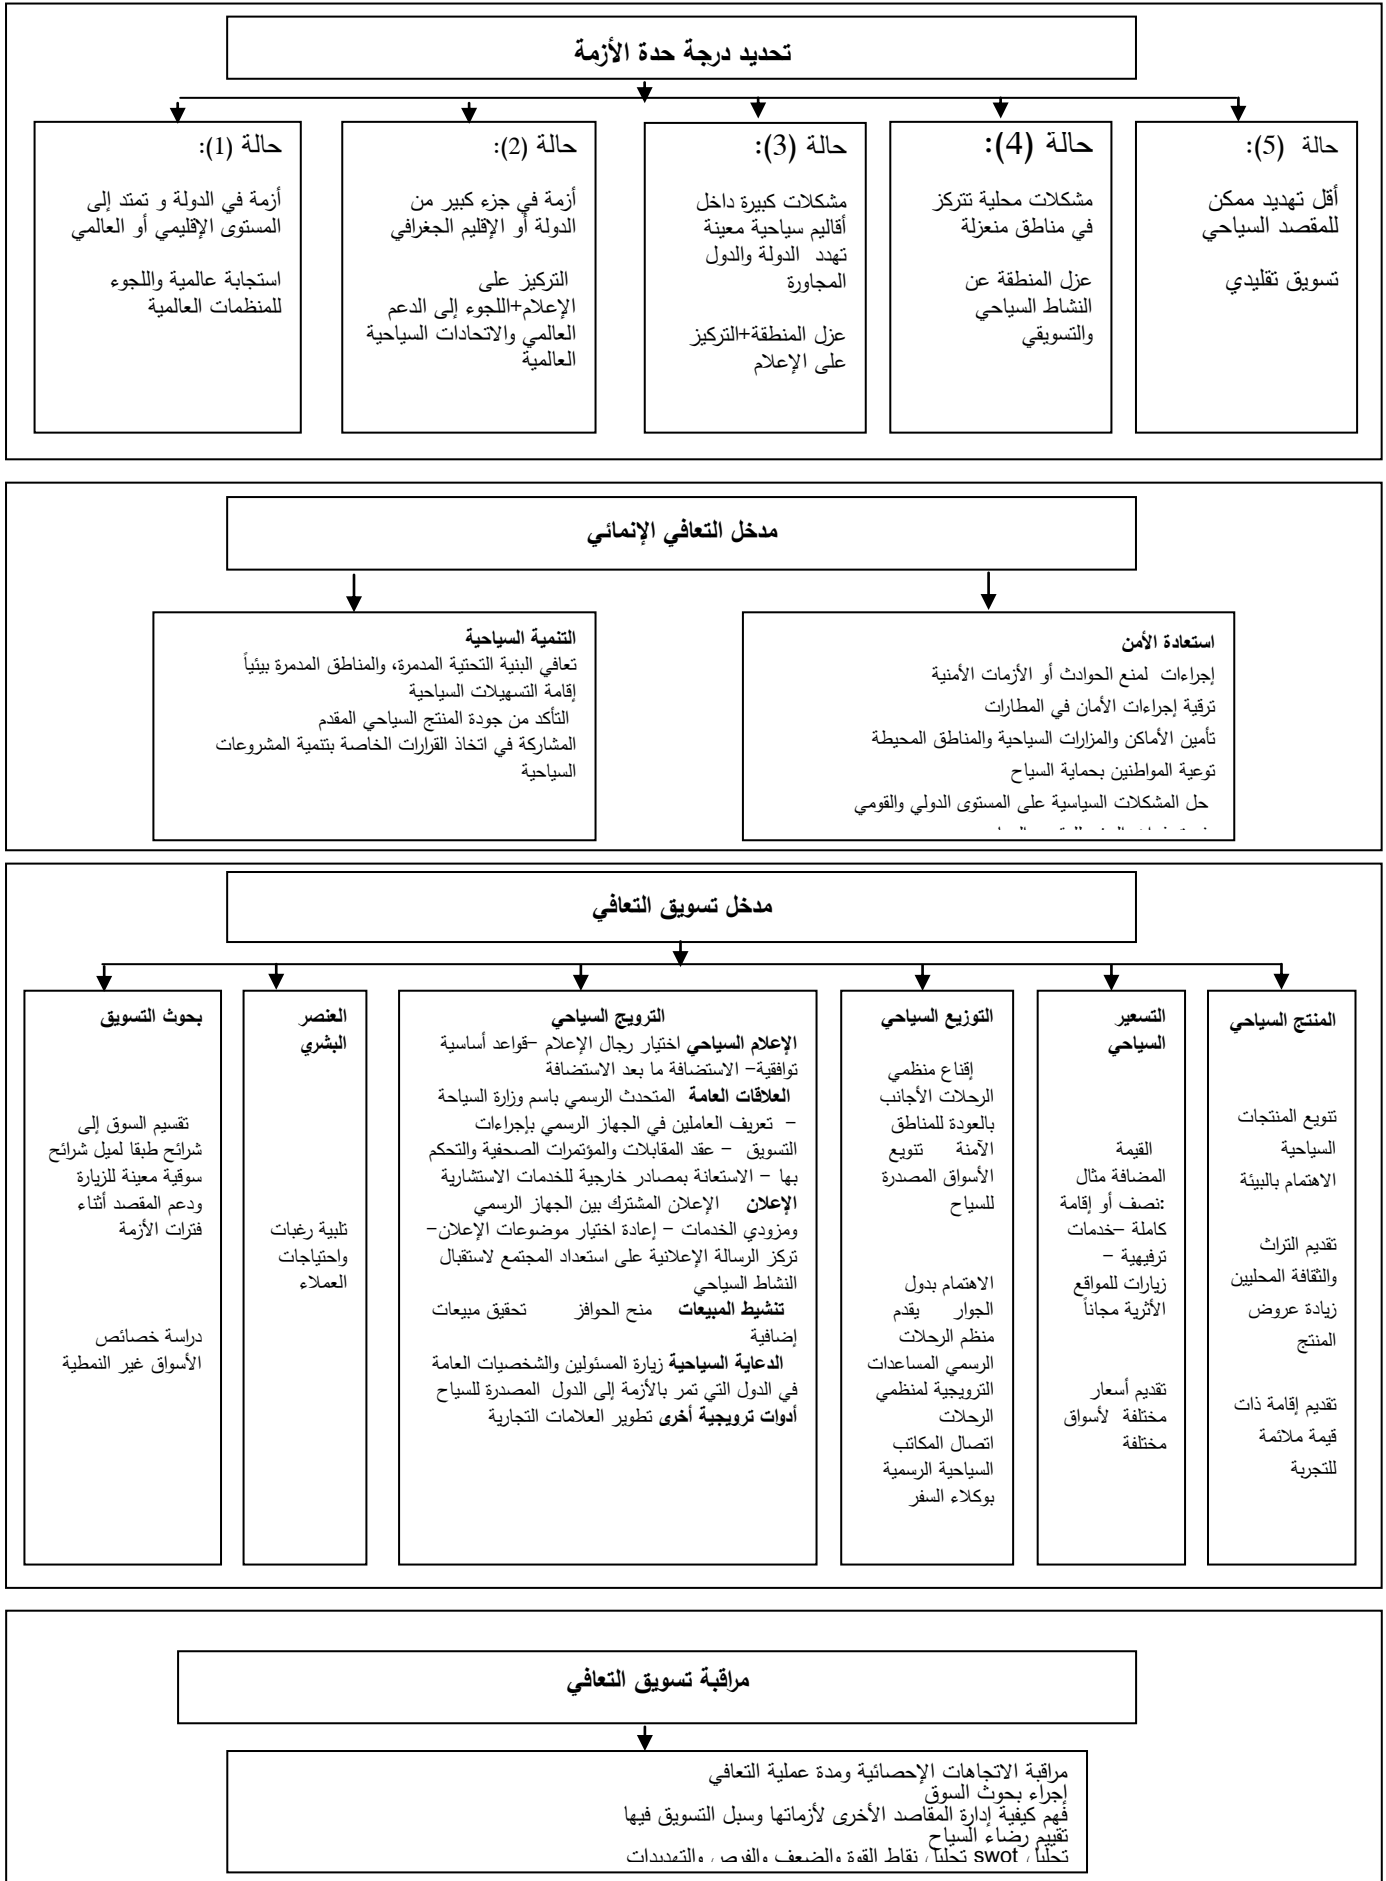 تحديد درجة حدة الأزمة
حالة (5):
أقل تهديد ممكن
للمقصد السياحي
تسويق تقليدي
حالة (4):
مشكلات محلية تتركز
في مناطق منعزلة
عزل المنطقة عن
النشاط السياحي
والتسويقي
حالة (3):
مشكلات كبيرة داخل
أقاليم سياحية معينة
تهدد الدولة والدول
المجاورة
عزل المنطقة+التركيز
على الإعلام
حالة (2):
أزمة في جزء كبير من
الدولة أو الإقليم الجغرافي
التركيز على
الإعلام+اللجوء إلى الدعم
العالمي والاتحادات السياحية
العالمية
حالة (1):
أزمة في الدولة و تمتد إلى
المستوى الإقليمي أو العالمي
استجابة عالمية واللجوء
للمنظمات العالمية
مدخل التعافي الإنمائي
استعادة الأمن
إجراءات لمنع الحوادث أو الأزمات الأمنية
ترقية إجراءات الأمان في المطارات
تأمين الأماكن والمزارات السياحية والمناطق المحيطة
توعية المواطنين بحماية السياح
حل المشكلات السياسية على المستوى الدولي والقومي
التنمية السياحية
تعافي البنية التحتية المدمرة، والمناطق المدمرة بيئياً
إقامة التسهيلات السياحية
التأكد من جودة المنتج السياحي المقدم
المشاركة في اتخاذ القرارات الخاصة بتنمية المشروعات
السياحية
مدخل تسويق التعافي
المنتج السياحي
تنويع المنتجات
السياحية
الاهتمام بالبيئة
تقديم التراث
والثقافة المحليين
زيادة عروض
المنتج
تقديم إقامة ذات
قيمة ملائمة
للتجربة
التسعير
السياحي
القيمة
المضافة مثال
:نصف أو إقامة
كاملة –خدمات
ترفيهية –
زيارات للمواقع
الأثرية مجاناً
تقديم أسعار
مختلفة لأسواق
مختلفة
التوزيع السياحي
إقناع منظمي
الرحلات الأجانب
بالعودة للمناطق
الآمنة تنويع
الأسواق المصدرة
للسياح
الاهتمام بدول
الجوار يقدم
منظم الرحلات
الرسمي المساعدات
الترويجية لمنظمي
الرحلات
اتصال المكاتب
السياحية الرسمية
بوكلاء السفر
الترويج السياحي
الإعلام السياحي اختيار رجال الإعلام –قواعد أساسية
توافقية– الاستضافة ما بعد الاستضافة
العلاقات العامة المتحدث الرسمي باسم وزارة السياحة
– تعريف العاملين في الجهاز الرسمي بإجراءات
التسويق – عقد المقابلات والمؤتمرات الصحفية والتحكم
بها – الاستعانة بمصادر خارجية للخدمات الاستشارية
الإعلان الإعلان المشترك بين الجهاز الرسمي
ومزودي الخدمات – إعادة اختيار موضوعات الإعلان–
تركز الرسالة الإعلانية على استعداد المجتمع لاستقبال
النشاط السياحي
تنشيط المبيعات منح الحوافز تحقيق مبيعات
إضافية
الدعاية السياحية زيارة المسئولين والشخصيات العامة
في الدول التي تمر بالأزمة إلى الدول المصدرة للسياح
أدوات ترويجية أخرى تطوير العلامات التجارية
العنصر
البشري
تلبية رغبات
واحتياجات
العملاء
بحوث التسويق
تقسيم السوق إلى
شرائح طبقا لميل شرائح
سوقية معينة للزيارة
ودعم المقصد أثناء
فترات الأزمة
دراسة خصائص
الأسواق غير النمطية
مراقبة تسويق التعافي
مراقبة الاتجاهات الإحصائية ومدة عملية التعافي
إجراء بحوث السوق
فهم كيفية إدارة المقاصد الأخرى لأزماتها وسبل التسويق فيها
تقييم رضاء السياح
تحليل swot تحليل نقاط القوة والضعف والفرص والتهديدات